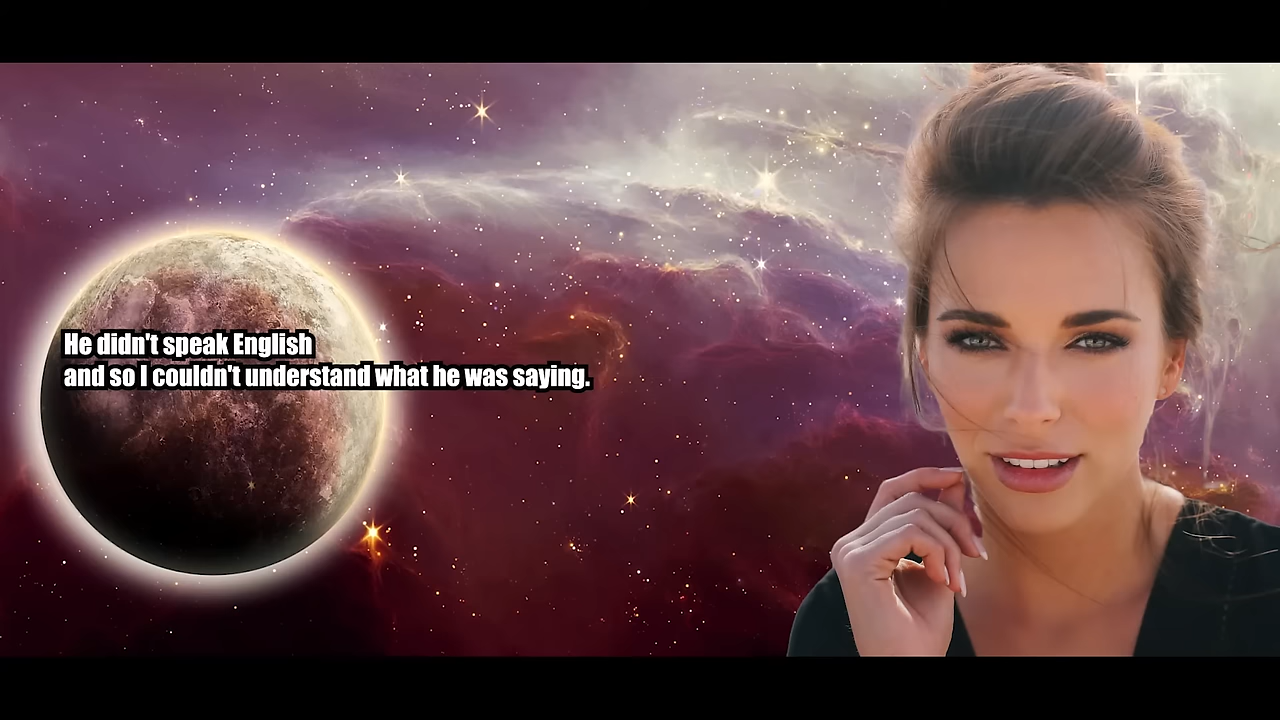 He didn't speak English
and so I couldn't understand what he was saying.